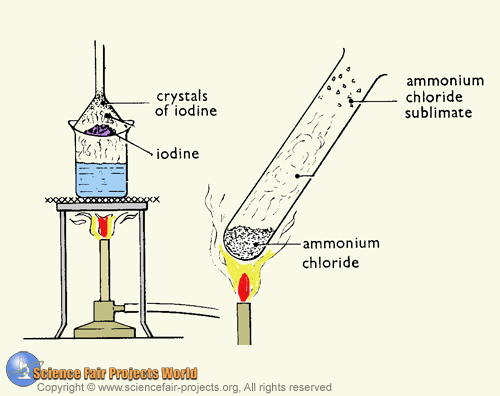 crystals
of iodine
iodine
ammonium
chloride
sublimate
ammonium
chloride
Science Fair Projects World
Copyright © www.sciencefair-projects.org, All rights reserved